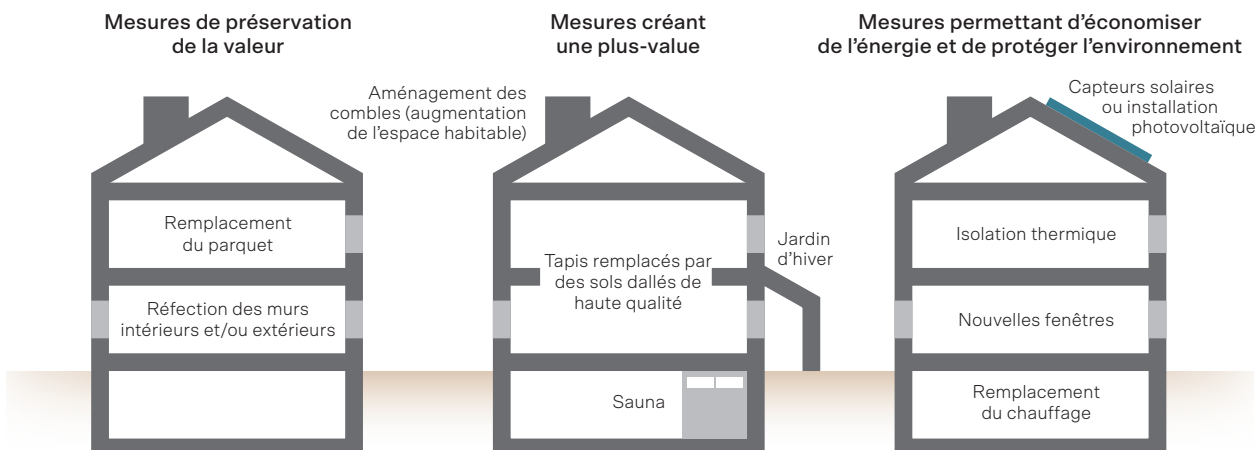 Mesures de préservation
de la valeur
Remplacement
du parquet
Réfection des murs
intérieurs et/ou extérieurs
Mesures créant
une plus-value
Aménagement des
combles (augmentation
de l'espace habitable)
Jardin
d'hiver
Tapis remplacés par
des sols dallés de
haute qualité
Sauna
Mesures permettant d'économiser
de l'énergie et de protéger l'environnement
Capteurs solaires
ou installation
photovoltaïque
Isolation thermique
Nouvelles fenêtres
Remplacement
du chauffage